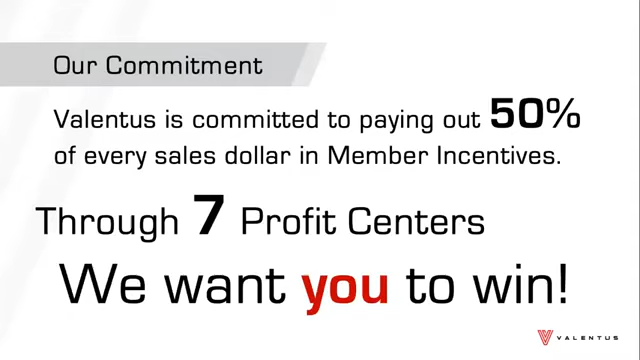 Our Commitment
Valentus is committed to paying out 50%
of every sales dollar in Member Incentives.
Through 7 Profit Centers
We want you to win!
VALENTUS